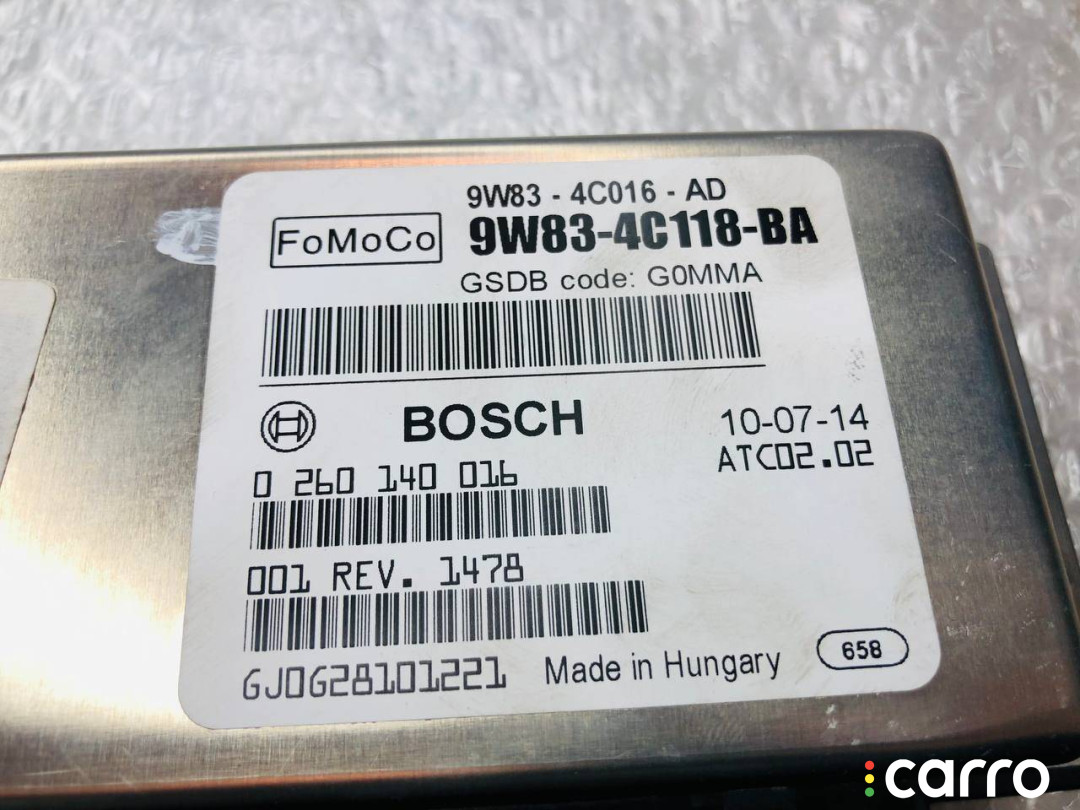 9W83 - 4C016 - AD
FoMoCo 9W83-4C118-BA
GSDB code: G0MMA
BOSCH 10-07-14
0 260 140 016 ATC02.02
001 REV. 1478
GJ0G28101221 Made in Hungary 658
carro